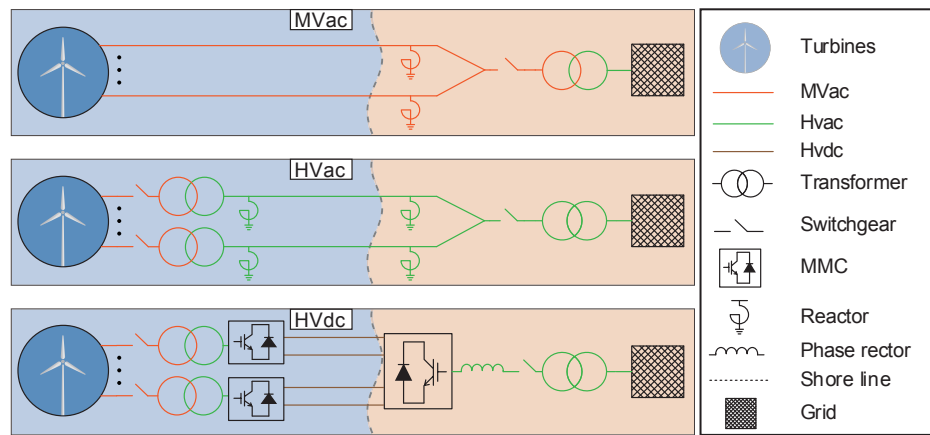 MVac
HVac
HVdc
Turbines
MVac
Hvac
Hvdc
Transformer
Switchgear
MMC
Reactor
Phase rector
Shore line
Grid